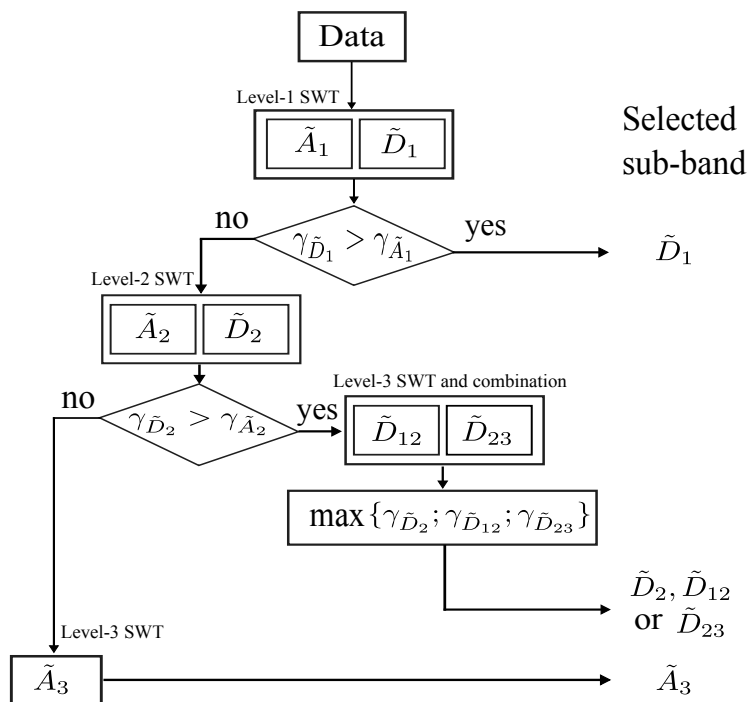 Data
Level-1 SWT
Ã₁ D̃₁
Selected
sub-band
no
γ_D̃₁ > γ_Ã₁
yes
D̃₁
Level-2 SWT
Ã₂ D̃₂
no
γ_D̃₂ > γ_Ã₂
yes
Level-3 SWT and combination
D̃₁₂ D̃₂₃
max{γ_D̃₂; γ_D̃₁₂; γ_D̃₂₃}
D̃₂, D̃₁₂
or D̃₂₃
Level-3 SWT
Ã₃
Ã₃